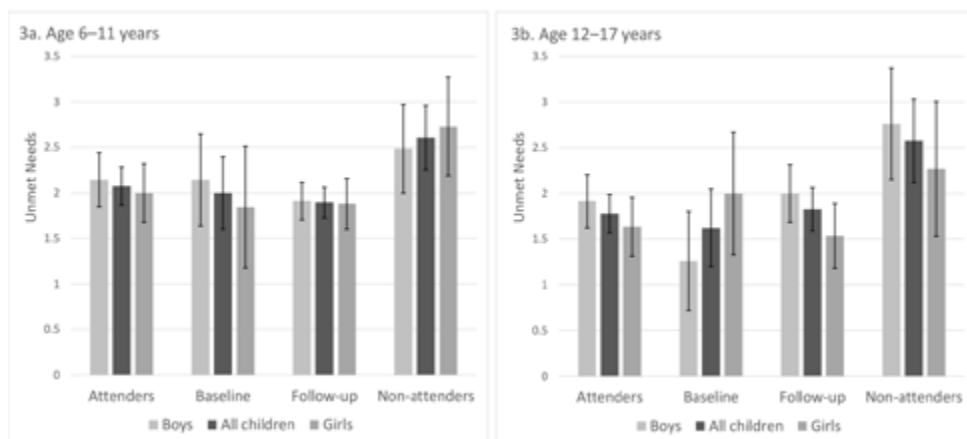 3a. Age 6–11 years
3.5
3
2.5
2
1.5
1
0.5
0
Unmet Needs
Attenders Baseline Follow-up Non-attenders
Boys All children Girls
3b. Age 12–17 years
3.5
3
2.5
2
1.5
1
0.5
0
Unmet Needs
Attenders Baseline Follow-up Non-attenders
Boys All children Girls